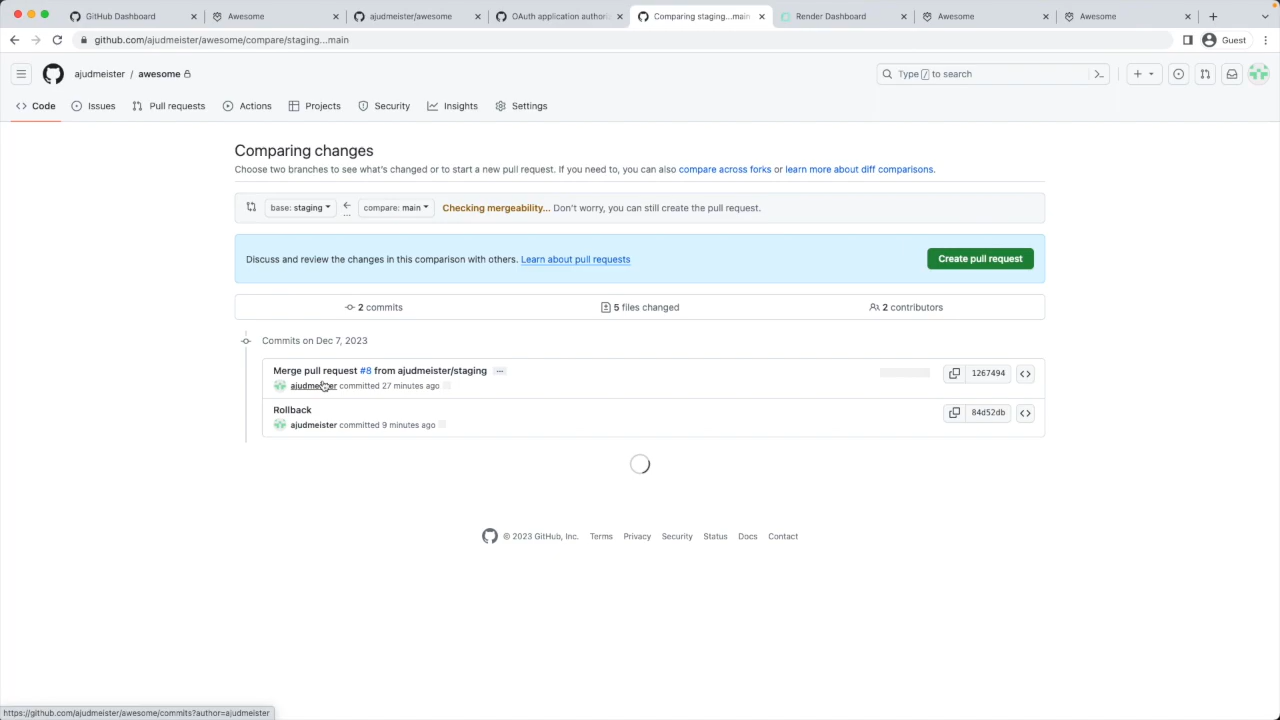 GitHub Dashboard
Awesome
ajudmeister/awesome
OAuth application authori
Comparing staging...main
Render Dashboard
Awesome
Awesome
github.com/ajudmeister/awesome/compare/staging...main
Guest
ajudmeister / awesome
Type / to search
Code
Issues
Pull requests
Actions
Projects
Security
Insights
Settings
Comparing changes
Choose two branches to see what's changed or to start a new pull request. If you need to, you can also compare across forks or learn more about diff comparisons.
base: staging
...
compare: main
Checking mergeability... Don't worry, you can still create the pull request.
Discuss and review the changes in this comparison with others. Learn about pull requests
Create pull request
2 commits
5 files changed
2 contributors
Commits on Dec 7, 2023
Merge pull request #8 from ajudmeister/staging ...
1267494
ajudmeister committed 27 minutes ago
Rollback
84d52db
ajudmeister committed 9 minutes ago
© 2023 GitHub, Inc.
Terms
Privacy
Security
Status
Docs
Contact
https://github.com/ajudmeister/awesome/commits?author=ajudmeister